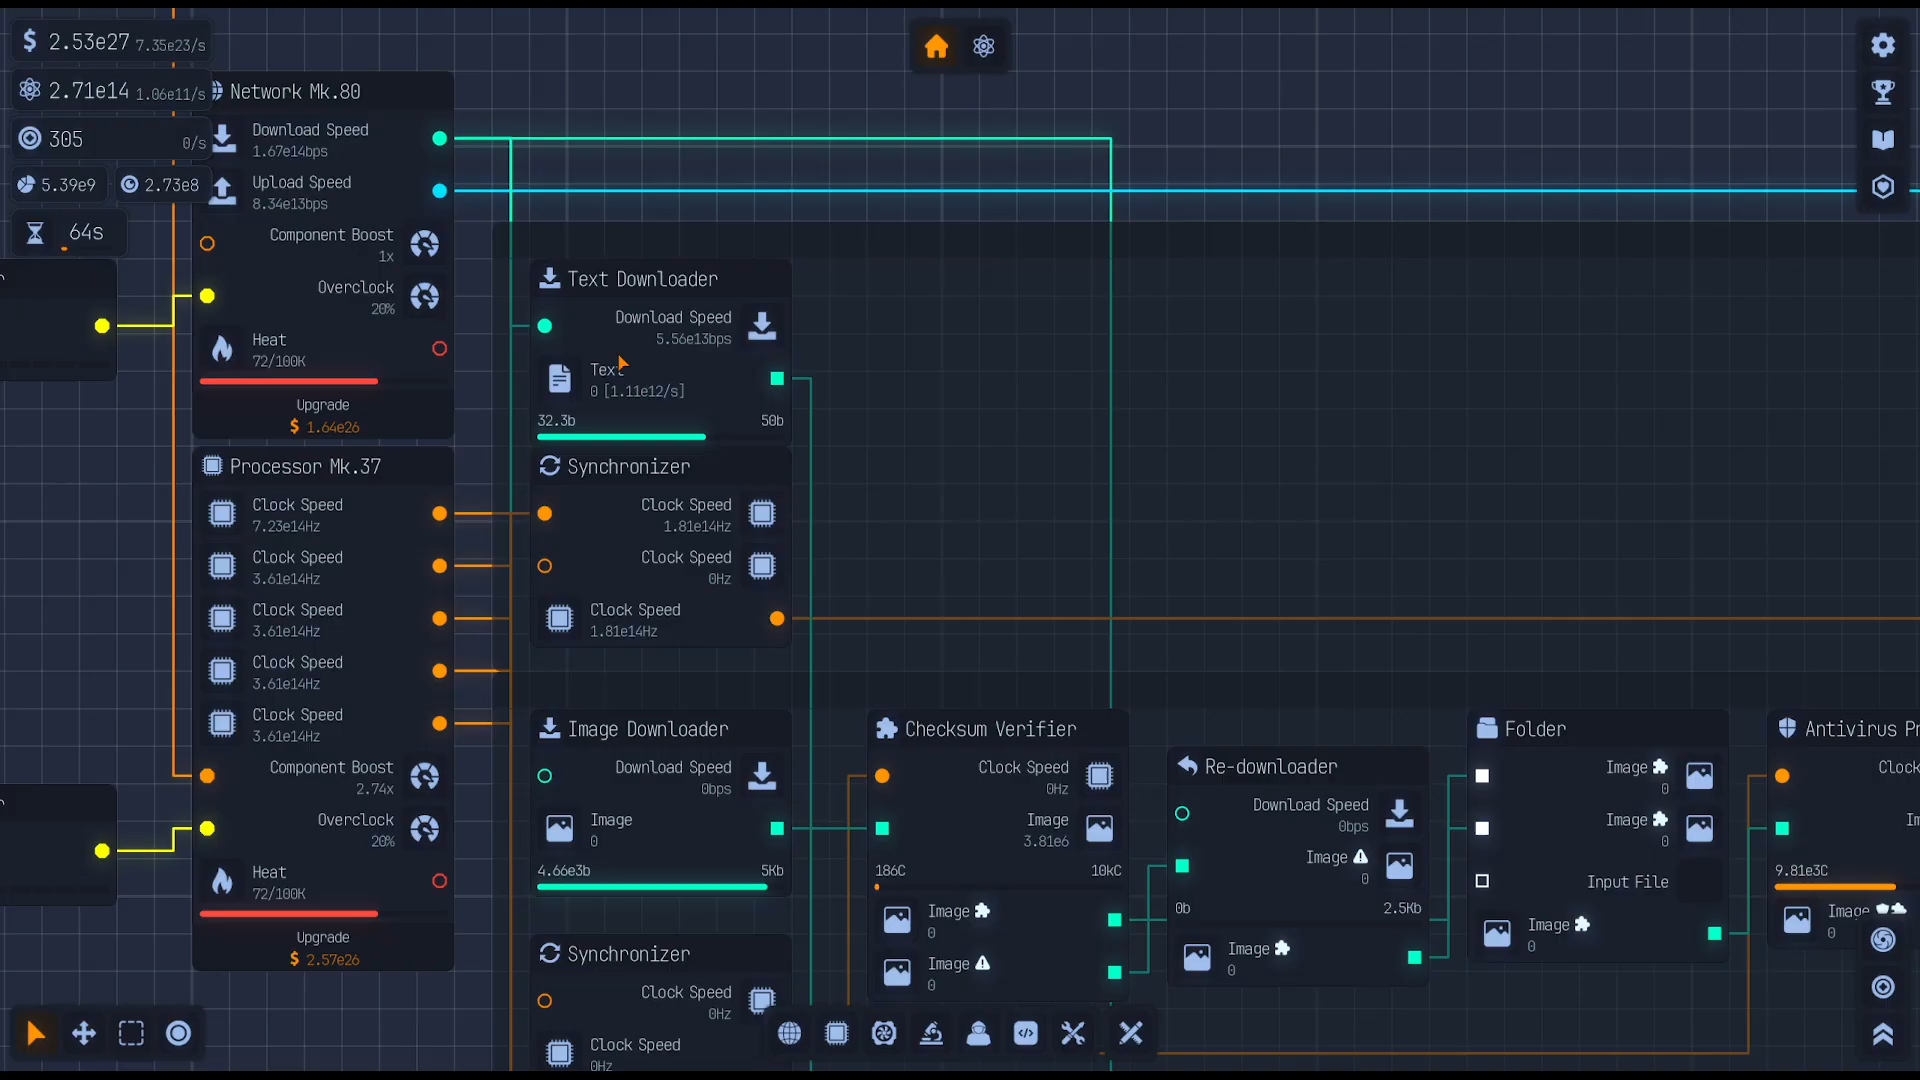 $ 2.53e27 7.35e23/s
2.71e14 1.06e11/s
305 0/s
5.39e9 2.73e8
64s
Network Mk.80
Download Speed
1.67e14bps
Upload Speed
8.34e13bps
Component Boost
1x
Overclock
20%
Heat
72/100K
Upgrade
$ 1.64e26
Processor Mk.37
Clock Speed
7.23e14Hz
Clock Speed
3.61e14Hz
Clock Speed
3.61e14Hz
Clock Speed
3.61e14Hz
Clock Speed
3.61e14Hz
Component Boost
2.74x
Overclock
20%
Heat
72/100K
Upgrade
$ 2.57e26
Text Downloader
Download Speed
5.56e13bps
Text
0 [1.11e12/s]
32.3b 50b
Synchronizer
Clock Speed
1.81e14Hz
Clock Speed
0Hz
Clock Speed
1.81e14Hz
Image Downloader
Download Speed
0bps
Image
0
4.66e3b 5Kb
Synchronizer
Clock Speed
0Hz
Clock Speed
0Hz
Checksum Verifier
Clock Speed
0Hz
Image
3.81e6
186C 10kC
Image
0
Image
0
Re-downloader
Download Speed
0bps
Image
0
0b 2.5Kb
Image
0
Folder
Image
0
Image
0
Input File
Image
0
Antivirus Pr
Clock
Im
9.81e3C
Image
0